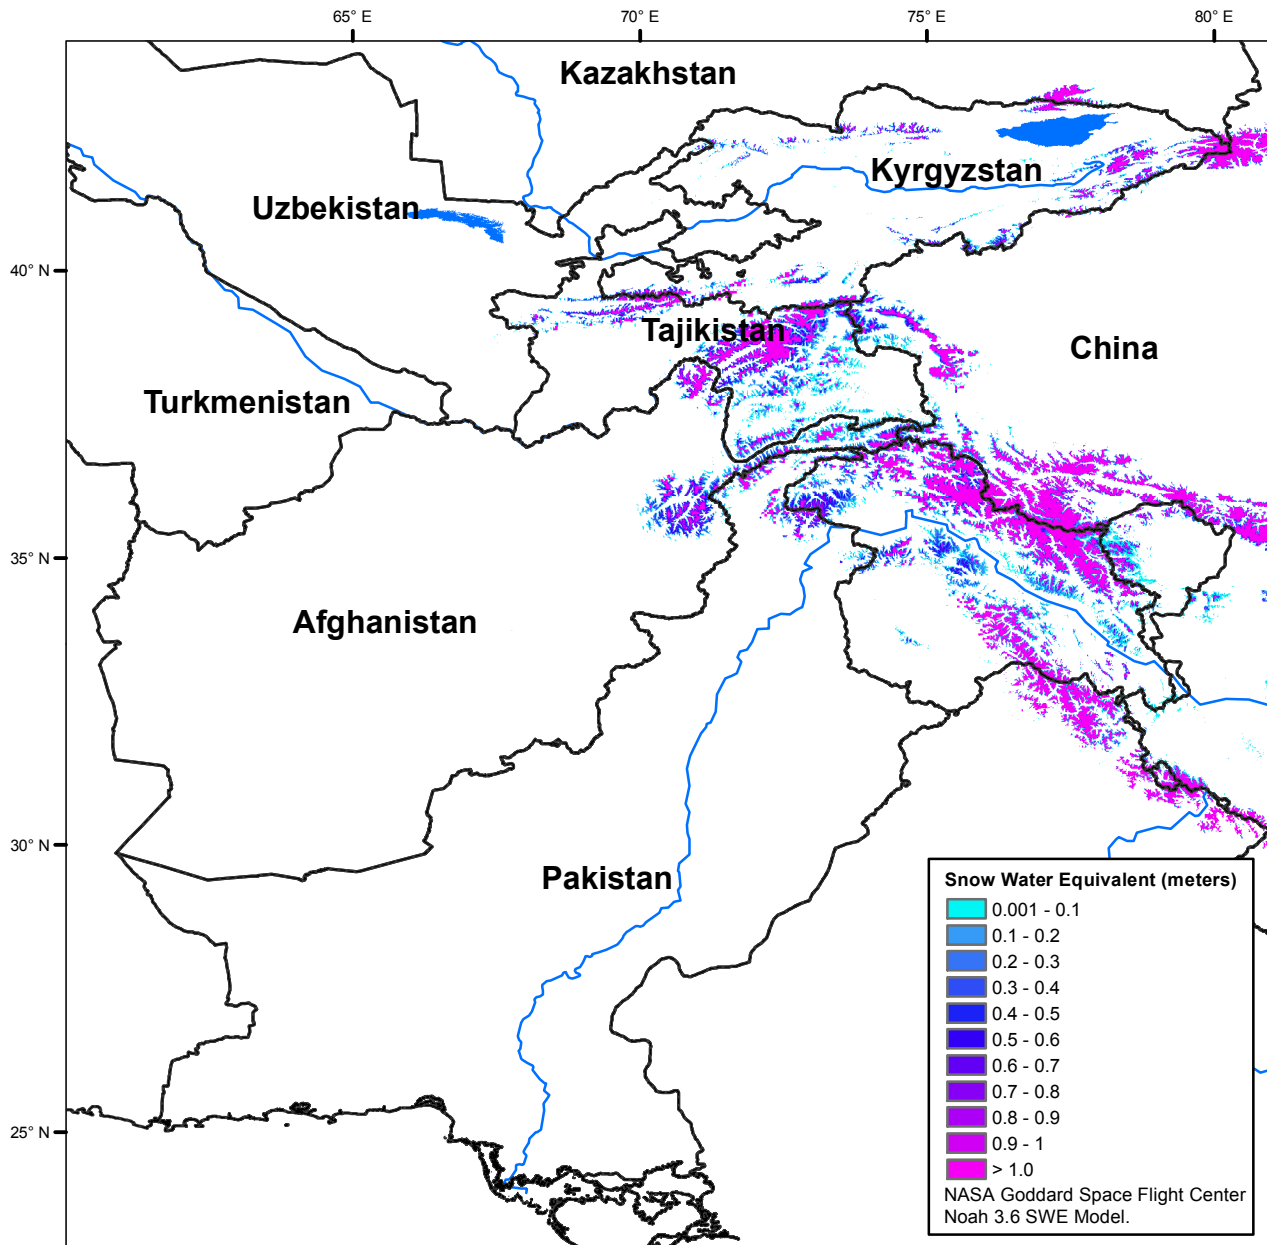 65° E
70° E
75° E
80° E
Kazakhstan
Kyrgyzstan
Uzbekistan
40° N
Tajikistan
China
Turkmenistan
35° N
Afghanistan
30° N
Pakistan
Snow Water Equivalent (meters)
0.001 - 0.1
0.1 - 0.2
0.2 - 0.3
0.3 - 0.4
0.4 - 0.5
0.5 - 0.6
0.6 - 0.7
0.7 - 0.8
0.8 - 0.9
0.9 - 1
> 1.0
25° N
NASA Goddard Space Flight Center
Noah 3.6 SWE Model.